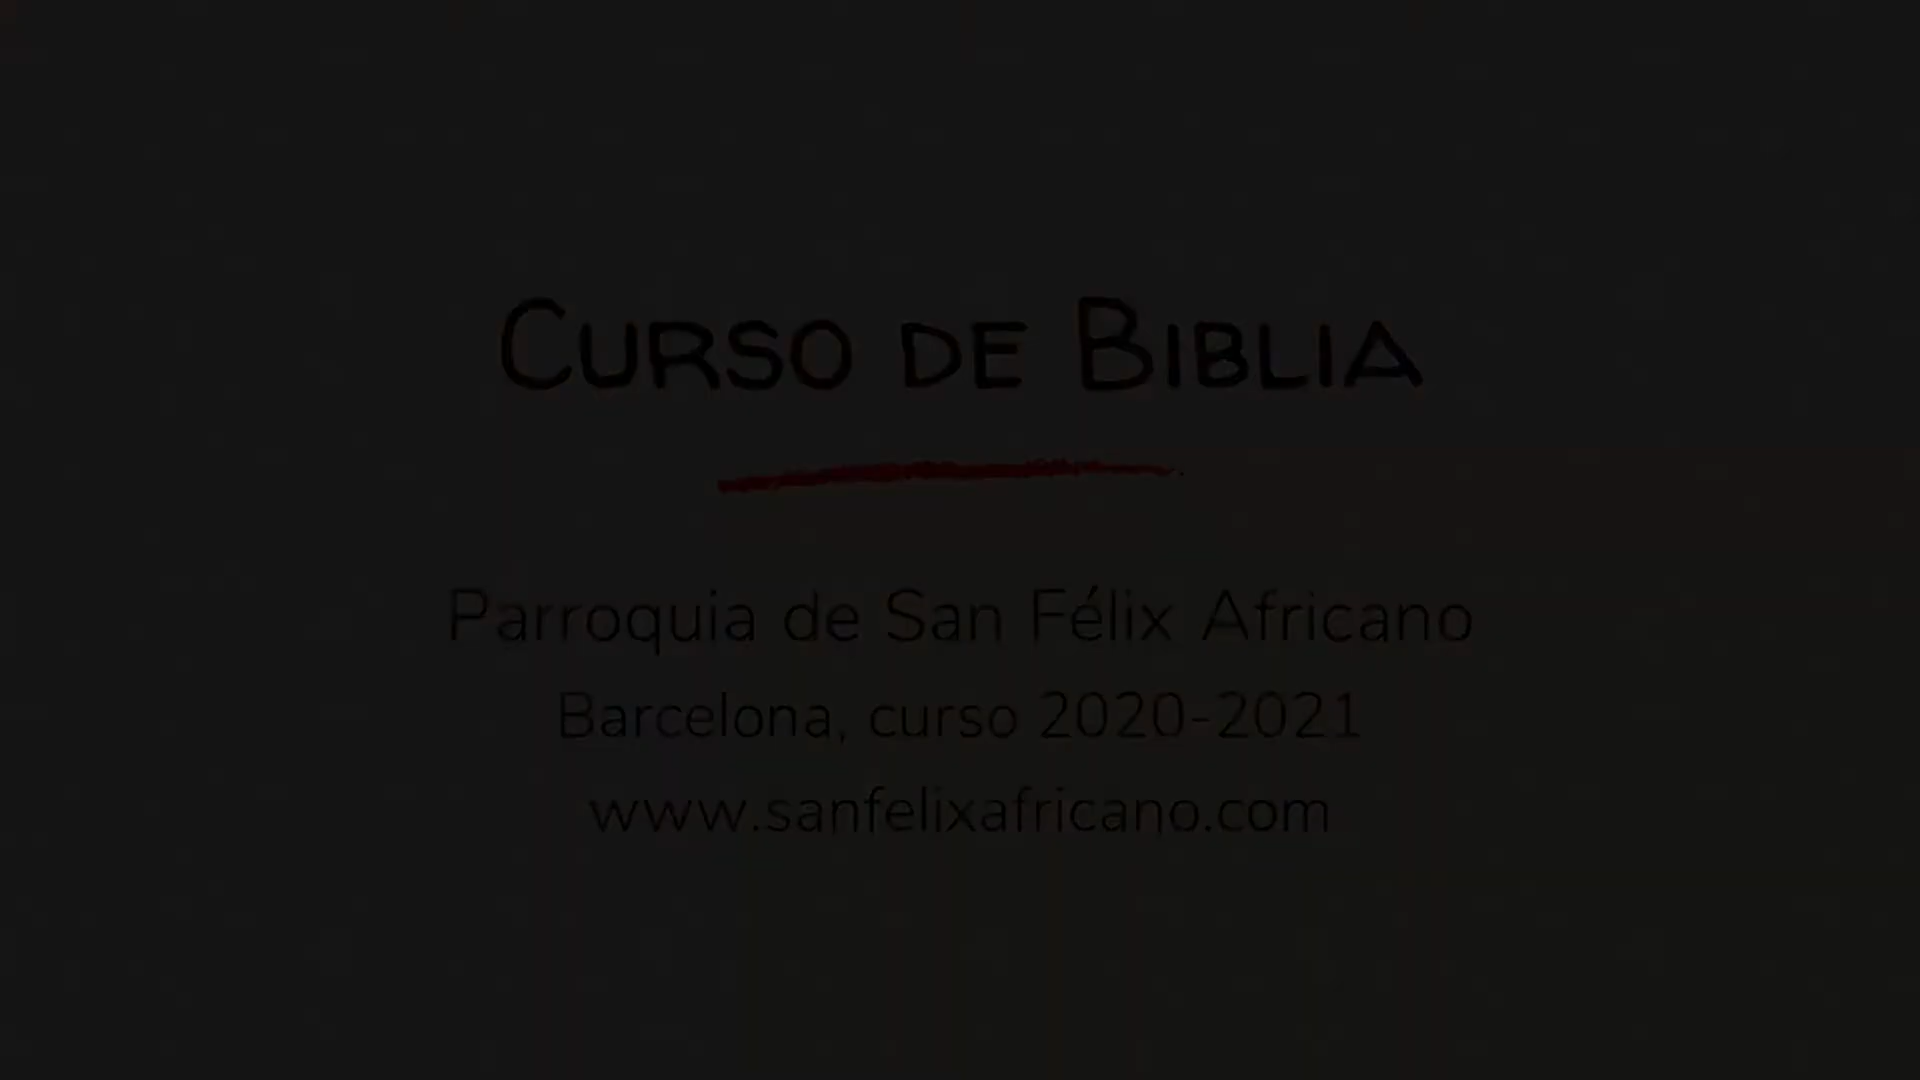 CURSO DE BIBLIA
Parroquia de San Félix Africano
Barcelona, curso 2020-2021
www.sanfelixafricano.com